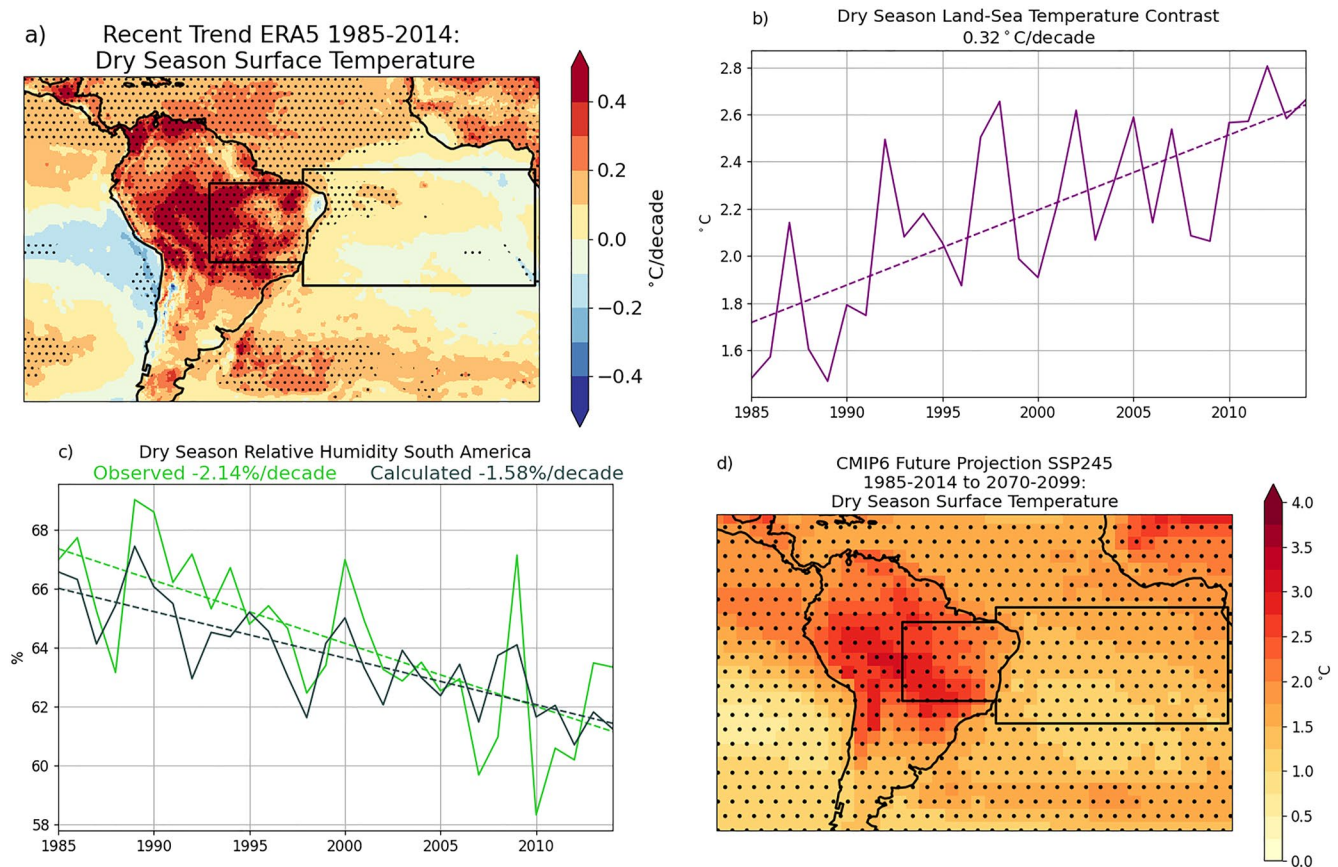 a)
Recent Trend ERA5 1985-2014:
Dry Season Surface Temperature
0.4
0.2
0.0
−0.2
−0.4
°C/decade
b)
Dry Season Land-Sea Temperature Contrast
0.32 °C/decade
2.8
2.6
2.4
2.2
2.0
1.8
1.6
°C
1985
1990
1995
2000
2005
2010
c)
Dry Season Relative Humidity South America
Observed -2.14%/decade
Calculated -1.58%/decade
68
66
64
62
60
58
%
1985
1990
1995
2000
2005
2010
d)
CMIP6 Future Projection SSP245
1985-2014 to 2070-2099:
Dry Season Surface Temperature
4.0
3.5
3.0
2.5
2.0
1.5
1.0
0.5
0.0
°C